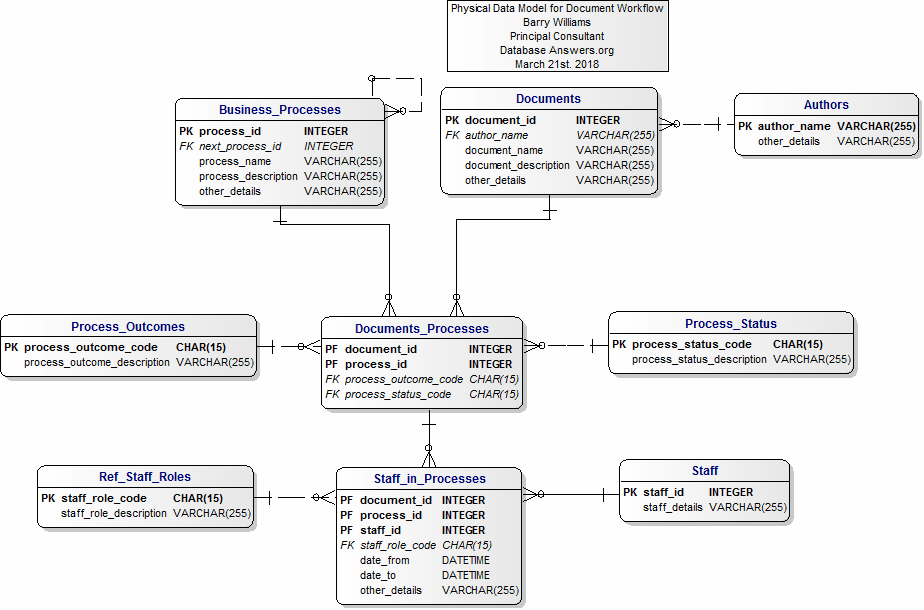 Physical Data Model for Document Workflow
Barry Williams
Principal Consultant
Database Answers.org
March 21st. 2018
Business_Processes
PK process_id INTEGER
FK next_process_id INTEGER
process_name VARCHAR(255)
process_description VARCHAR(255)
other_details VARCHAR(255)
Documents
PK document_id INTEGER
FK author_name VARCHAR(255)
document_name VARCHAR(255)
document_description VARCHAR(255)
other_details VARCHAR(255)
Authors
PK author_name VARCHAR(255)
other_details VARCHAR(255)
Process_Outcomes
PK process_outcome_code CHAR(15)
process_outcome_description VARCHAR(255)
Documents_Processes
PF document_id INTEGER
PF process_id INTEGER
FK process_outcome_code CHAR(15)
FK process_status_code CHAR(15)
Process_Status
PK process_status_code CHAR(15)
process_status_description VARCHAR(255)
Ref_Staff_Roles
PK staff_role_code CHAR(15)
staff_role_description VARCHAR(255)
Staff_in_Processes
PF document_id INTEGER
PF process_id INTEGER
PF staff_id INTEGER
FK staff_role_code CHAR(15)
date_from DATETIME
date_to DATETIME
other_details VARCHAR(255)
Staff
PK staff_id INTEGER
staff_details VARCHAR(255)